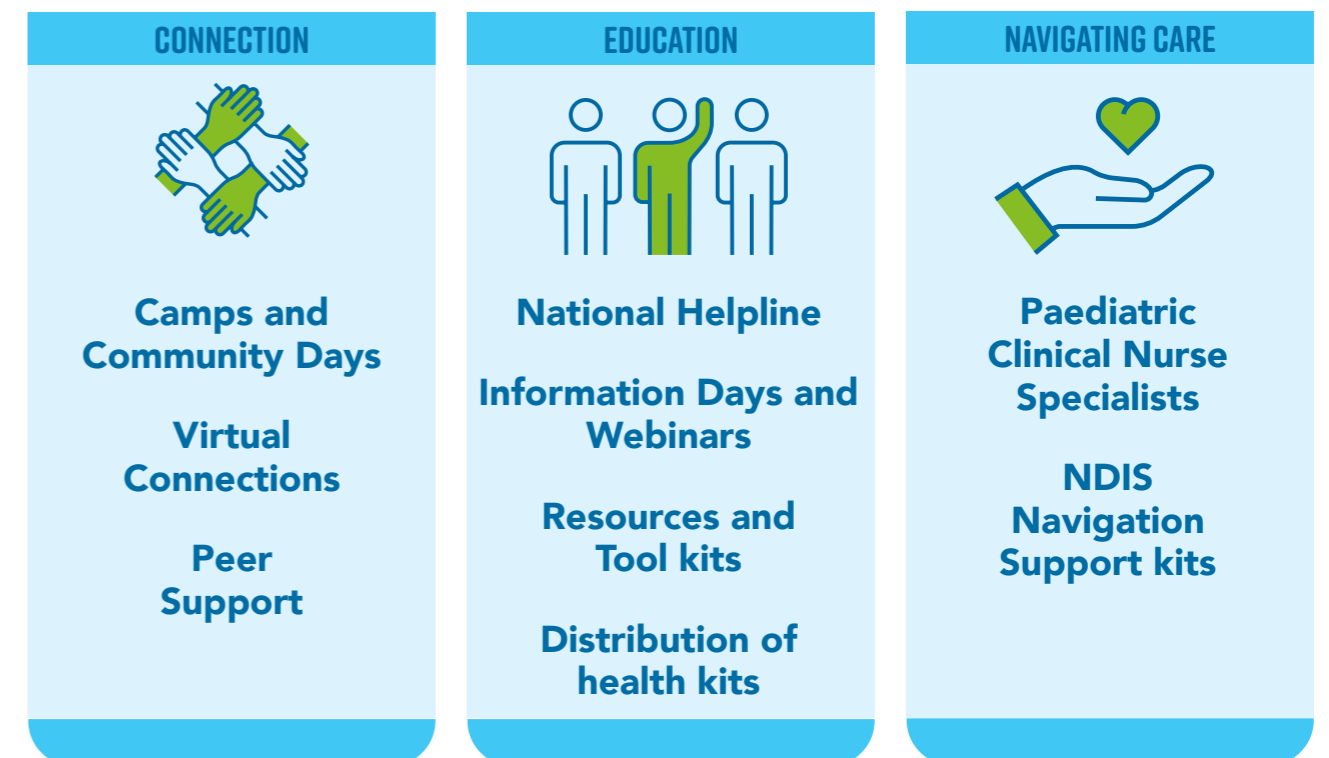 CONNECTION
Camps and
Community Days
Virtual
Connections
Peer
Support
EDUCATION
National Helpline
Information Days and
Webinars
Resources and
Tool kits
Distribution of
health kits
NAVIGATING CARE
Paediatric
Clinical Nurse
Specialists
NDIS
Navigation
Support kits